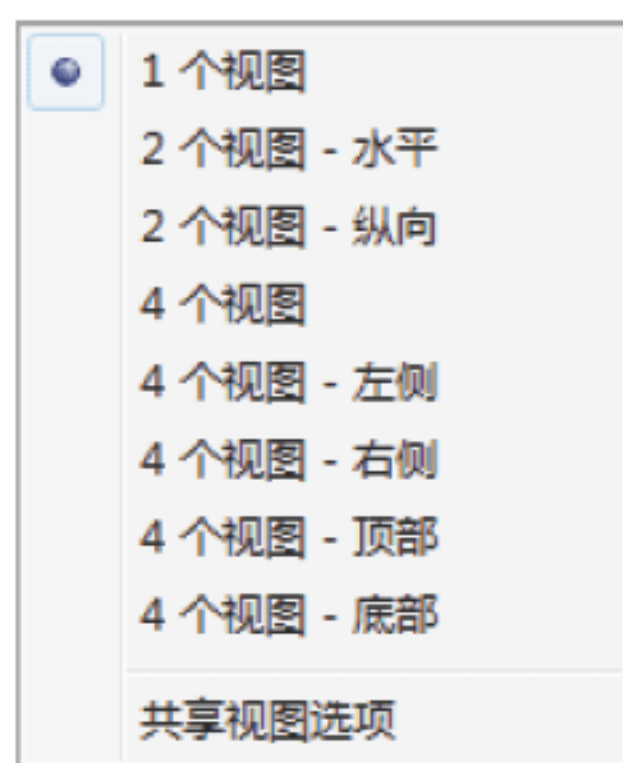 1 个视图
2 个视图 - 水平
2 个视图 - 纵向
4 个视图
4 个视图 - 左侧
4 个视图 - 右侧
4 个视图 - 顶部
4 个视图 - 底部
共享视图选项